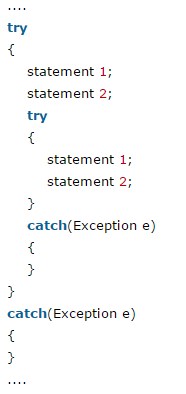 ....
try
{
statement 1;
statement 2;
try
{
statement 1;
statement 2;
}
catch(Exception e)
{
}
}
catch(Exception e)
{
}
....